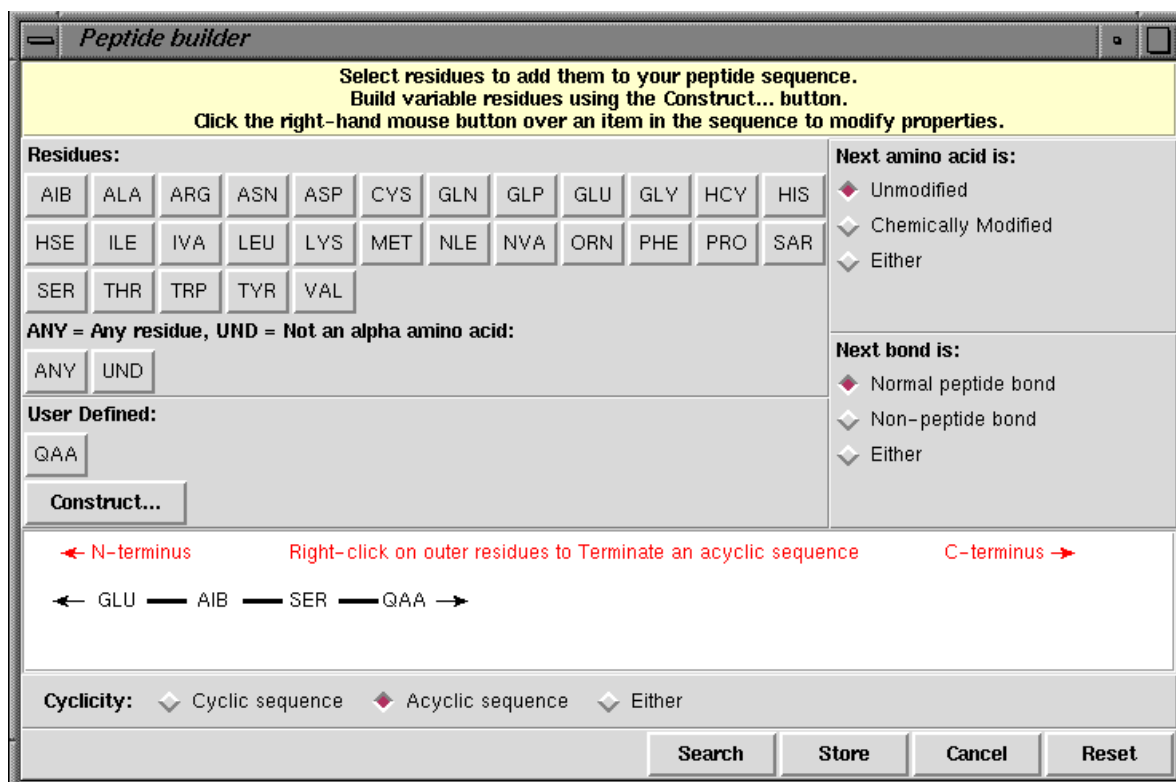 Peptide builder
Select residues to add them to your peptide sequence.
Build variable residues using the Construct... button.
Click the right-hand mouse button over an item in the sequence to modify properties.
Residues:
AIB ALA ARG ASN ASP CYS GLN GLP GLU GLY HCY HIS
HSE ILE IVA LEU LYS MET NLE NVA ORN PHE PRO SAR
SER THR TRP TYR VAL
ANY = Any residue, UND = Not an alpha amino acid:
ANY UND
User Defined:
QAA
Construct...
Next amino acid is:
Unmodified
Chemically Modified
Either
Next bond is:
Normal peptide bond
Non-peptide bond
Either
N-terminus Right-click on outer residues to Terminate an acyclic sequence C-terminus
GLU AIB SER QAA
Cyclicity: Cyclic sequence Acyclic sequence Either
Search Store Cancel Reset